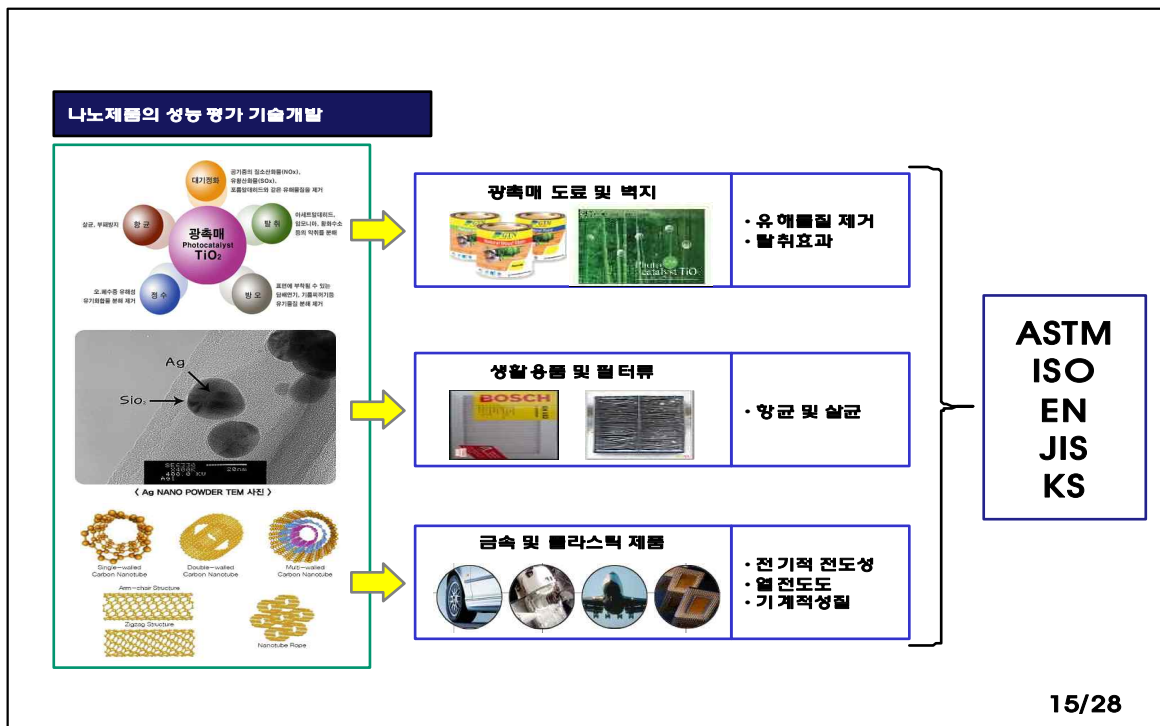 나노제품의 성능 평가 기술개발
대기정화
공기중의 질소산화물(NOx),
유황산화물(SOx),
포름알데히드와 같은 유해물질을 제거
살균, 부패방지
항 균
광촉매
Photocatalyst
TiO₂
탈 취
아세트알데히드,
암모니아, 황화수소
등의 악취를 분해
오.폐수중 유해성
유기화합물 분해 제거
정 수
방 오
표면에 부착될 수 있는
담배연기, 기름찌꺼기등
유기물질 분해 제거
Ag
SiO₂
20nm
400.0 KV
< Ag NANO POWDER TEM 사진 >
Single-walled
Carbon Nanotube
Double-walled
Carbon Nanotube
Multi-walled
Carbon Nanotube
Arm-chair Structure
Zigzag Structure
Nanotube Rope
광촉매 도료 및 벽지
Photo
catalyst TiO
• 유해물질 제거
• 탈취효과
생활용품 및 필터류
BOSCH
• 항균 및 살균
금속 및 플라스틱 제품
• 전기적 전도성
• 열전도도
• 기계적성질
ASTM
ISO
EN
JIS
KS
15/28